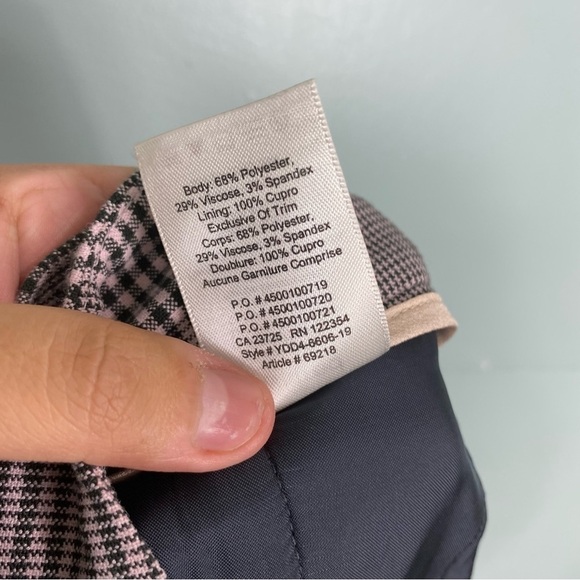 Body: 68% Polyester,
29% Viscose, 3% Spandex
Lining: 100% Cupro
Exclusive Of Trim
Corps: 68% Polyester,
29% Viscose, 3% Spandex
Doublure: 100% Cupro
Aucune Garniture Comprise
P.O. # 4500100719
P.O. # 4500100720
P.O. # 4500100721
CA 23725 RN 122354
Style # YDD4-6606-19
Article # 69218